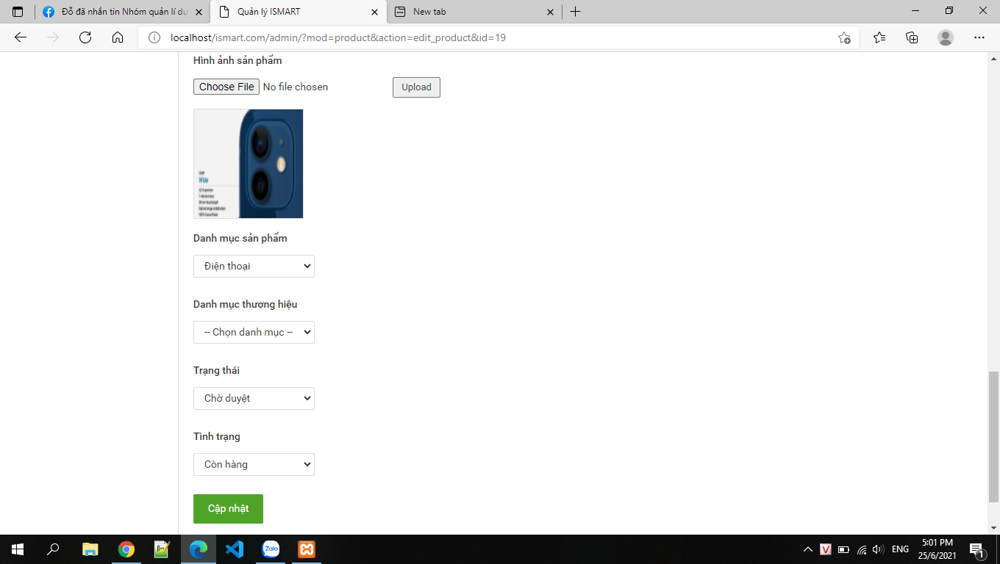 Đỗ đã nhắn tin Nhóm quản lí dự
Quản lý ISMART
New tab
localhost/ismart.com/admin/?mod=product&action=edit_product&id=19
Hình ảnh sản phẩm
Choose File No file chosen
Upload
Wide
Danh mục sản phẩm
Điện thoại
Danh mục thương hiệu
-- Chọn danh mục --
Trạng thái
Chờ duyệt
Tình trạng
Còn hàng
Cập nhật
Zalo
V
ENG
5:01 PM
25/6/2021
1